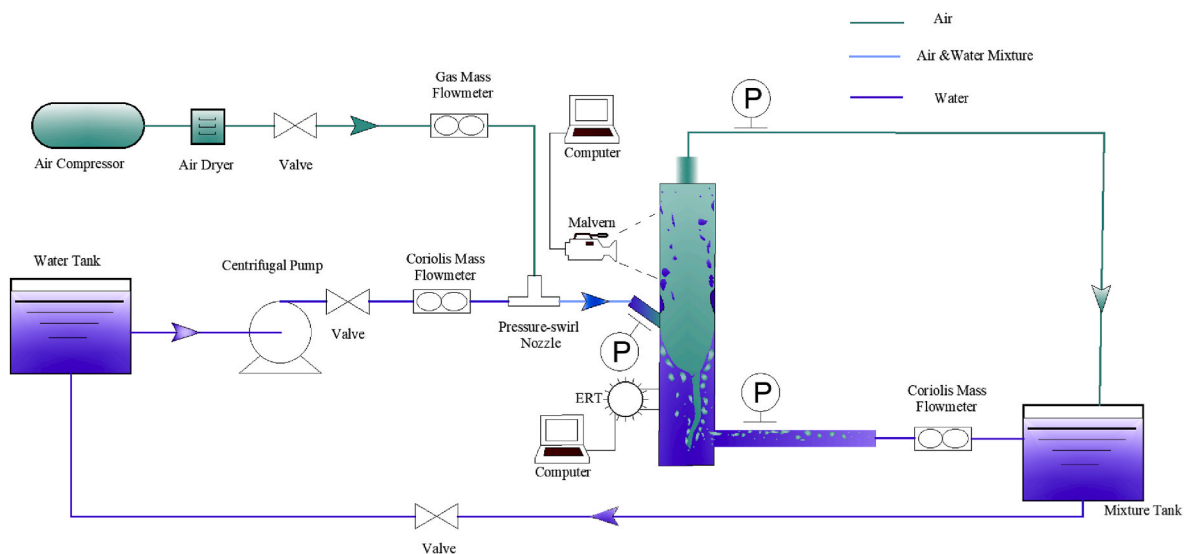 Air
Air &Water Mixture
Water
P
Gas Mass
Flowmeter
Computer
Air Compressor
Air Dryer
Valve
Malvern
Water Tank
Centrifugal Pump
Coriolis Mass
Flowmeter
Valve
Pressure-swirl
Nozzle
P
ERT
P
Coriolis Mass
Flowmeter
Computer
Mixture Tank
Valve